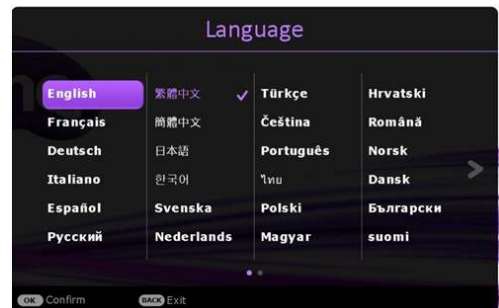 Language
English 繁體中文 ✓ Türkçe Hrvatski
Français 簡體中文 Čeština Română
Deutsch 日本語 Português Norsk
Italiano 한국어 ไทย Dansk
Español Svenska Polski Български
Русский Nederlands Magyar suomi
OK Confirm BACK Exit